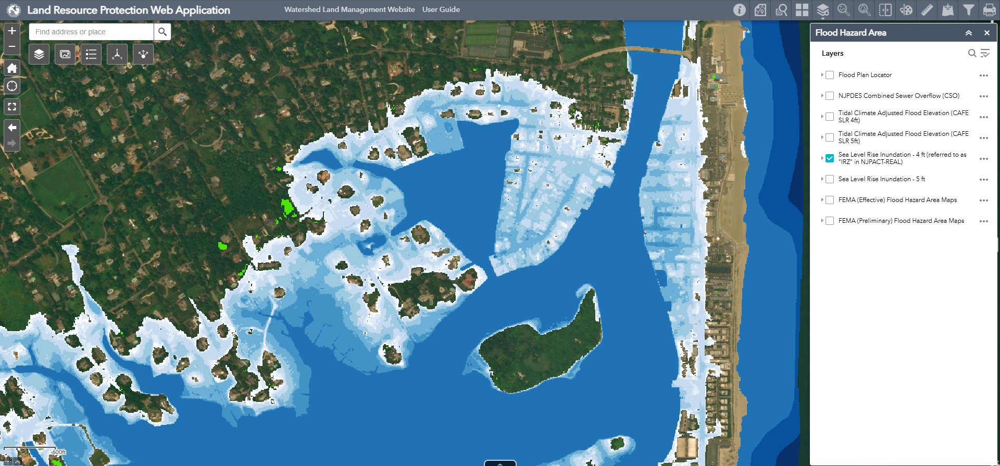 Land Resource Protection Web Application
Watershed Land Management Website
User Guide
Find address or place
Flood Hazard Area
Layers
Flood Plan Locator
NJPDES Combined Sewer Overflow (CSO)
Tidal Climate Adjusted Flood Elevation (CAFE
SLR 4ft)
Tidal Climate Adjusted Flood Elevation (CAFE
SLR 5ft)
Sea Level Rise Inundation - 4 ft (referred to as
"IRZ" in NJPACT-REAL)
Sea Level Rise Inundation - 5 ft
FEMA (Effective) Flood Hazard Area Maps
FEMA (Preliminary) Flood Hazard Area Maps
600ft